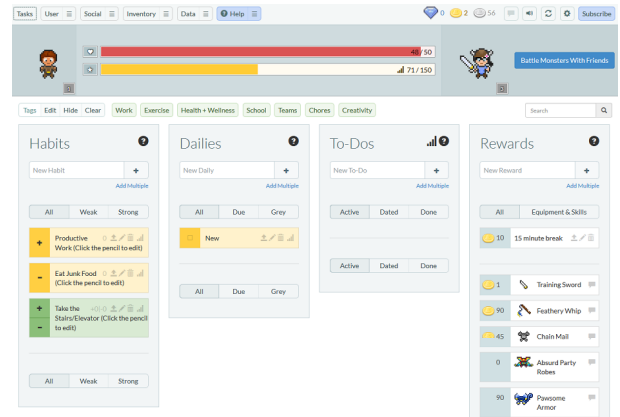 Tasks User Social Inventory Data Help 0 2 56 Subscribe
48 / 50
71 / 150
Battle Monsters With Friends
Tags Edit Hide Clear Work Exercise Health + Wellness School Teams Chores Creativity Search
Habits
New Habit +
Add Multiple
All Weak Strong
+ Productive 0
Work (Click the pencil to edit)
- Eat Junk Food 0
(Click the pencil to edit)
+ Take the +0|-0
- Stairs/Elevator (Click the pencil
to edit)
All Weak Strong
Dailies
New Daily +
Add Multiple
All Due Grey
New
All Due Grey
To-Dos
New To-Do +
Add Multiple
Active Dated Done
Active Dated Done
Rewards
New Reward +
Add Multiple
All Equipment & Skills
10 15 minute break
1 Training Sword
90 Feathery Whip
45 Chain Mail
0 Absurd Party
Robes
90 Pawsome
Armor